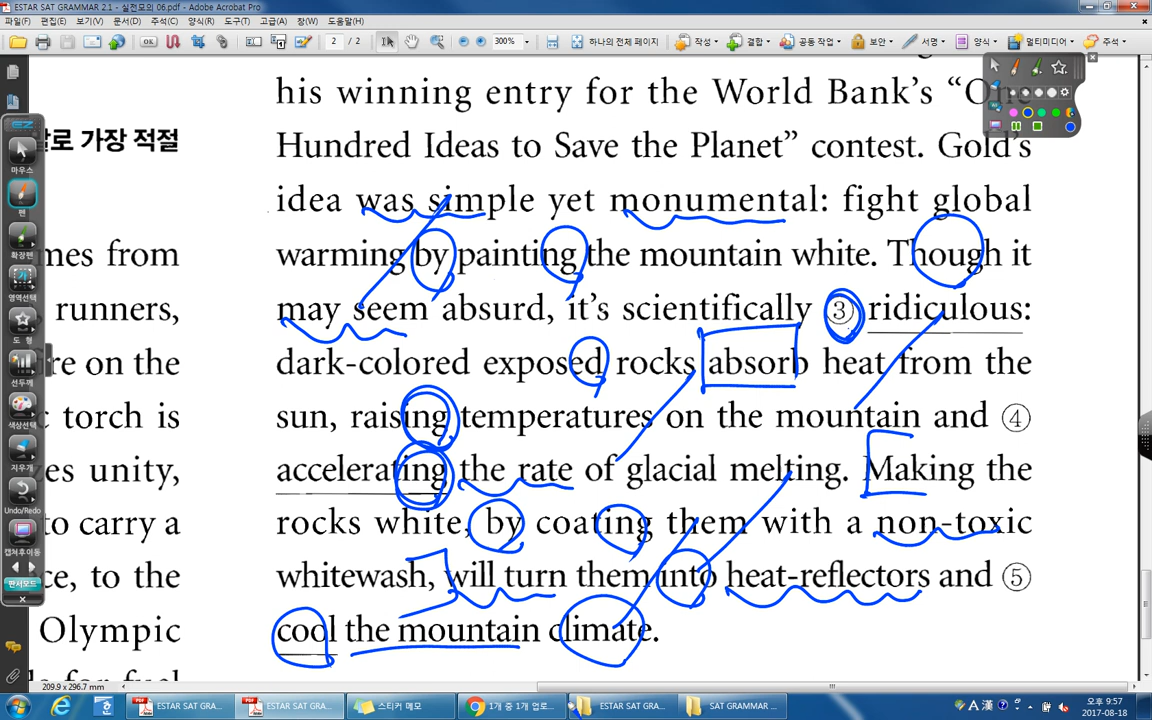 ESTAR SAT GRAMMAR 2.1 - 실전모의 06.pdf - Adobe Acrobat Pro
파일(F) 편집(E) 보기(V) 문서(D) 주석(C) 양식(R) 도구(T) 고급(A) 창(W) 도움말(H)
2 / 2 300% 하나의 전체 페이지 작성 결합 공동 작업 보안 서명 양식 멀티미디어 주석
his winning entry for the World Bank's "One
로 가장 적절
Hundred Ideas to Save the Planet" contest. Gold's
idea was simple yet monumental: fight global
mes from
warming by painting the mountain white. Though it
runners,
may seem absurd, it's scientifically ③ ridiculous:
re on the
dark-colored exposed rocks absorb heat from the
torch is
sun, raising temperatures on the mountain and ④
es unity,
accelerating the rate of glacial melting. Making the
to carry a
rocks white, by coating them with a non-toxic
ce, to the
whitewash, will turn them into heat-reflectors and ⑤
Olympic
cool the mountain climate.
EZ
마우스
펜
확장펜
영역선택
도 형
선두께
색상선택
지우개
Undo/Redo
캡쳐후이동
판서모드
209.9 x 296.7 mm
ESTAR SAT GRA... ESTAR SAT GRA... 스티커 메모 1개 중 1개 업로... ESTAR SAT GRA... SAT GRAMMAR ...
A 漢
오후 9:57
2017-08-18